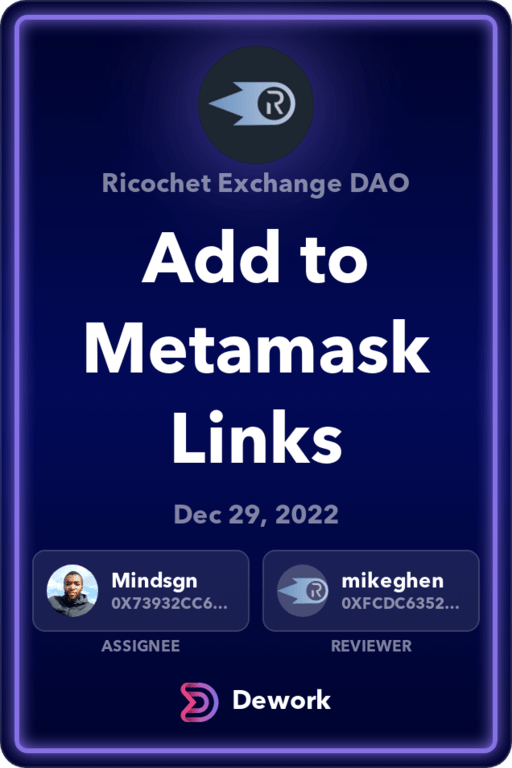 R
Ricochet Exchange DAO
Add to
Metamask
Links
Dec 29, 2022
Mindsgn
0X73932CC6...
ASSIGNEE
R
mikeghen
0XFCDC6352...
REVIEWER
Dework